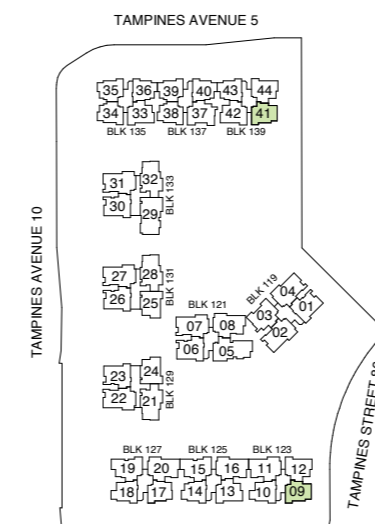 TAMPINES AVENUE 5
35 36 39 40 43 44
34 33 38 37 42 41
BLK 135 BLK 137 BLK 139
TAMPINES AVENUE 10
31 32
30 29
BLK 133
27 28
26 25
BLK 131
BLK 119
04
03 01
02
BLK 121
07 08
06 05
23 24
22 21
BLK 129
BLK 127 BLK 125 BLK 123
19 20 15 16 11 12
18 17 14 13 10 09
TAMPINES STREET